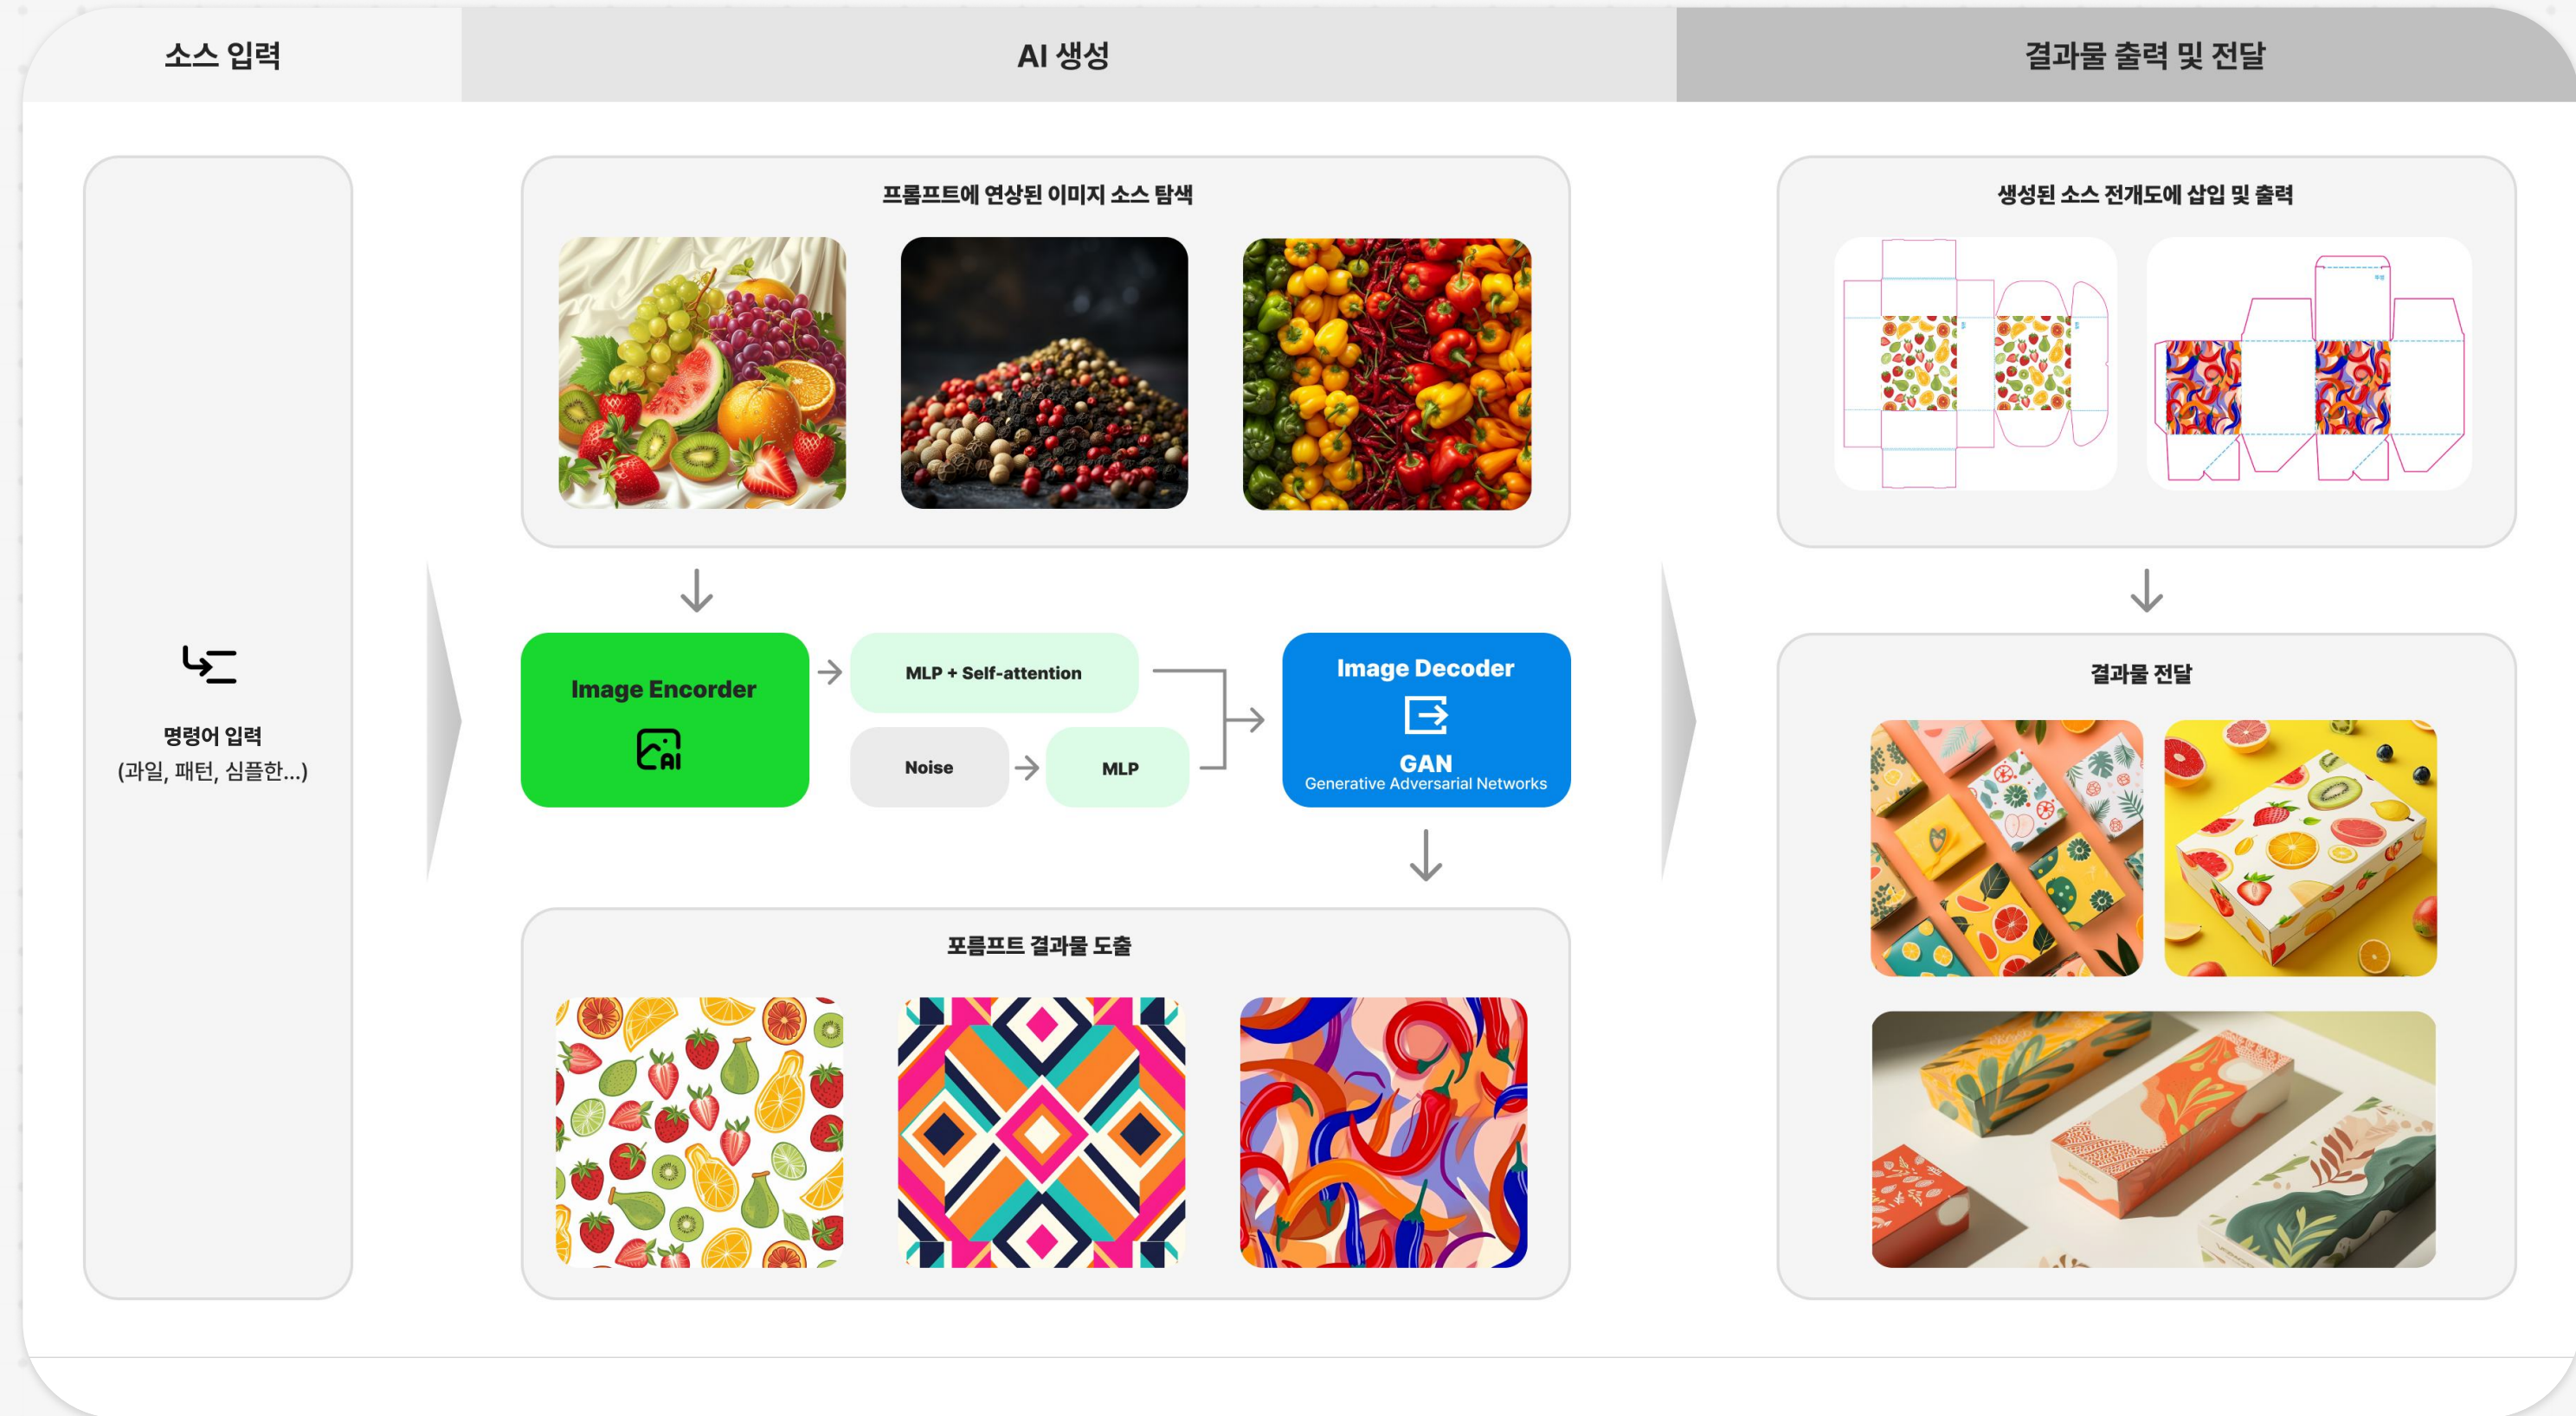 소스 입력
AI 생성
결과물 출력 및 전달
명령어 입력
(과일, 패턴, 심플한...)
프롬프트에 연상된 이미지 소스 탐색
Image Encorder
AI
MLP + Self-attention
Noise
MLP
Image Decoder
GAN
Generative Adversarial Networks
포름프트 결과물 도출
생성된 소스 전개도에 삽입 및 출력
결과물 전달